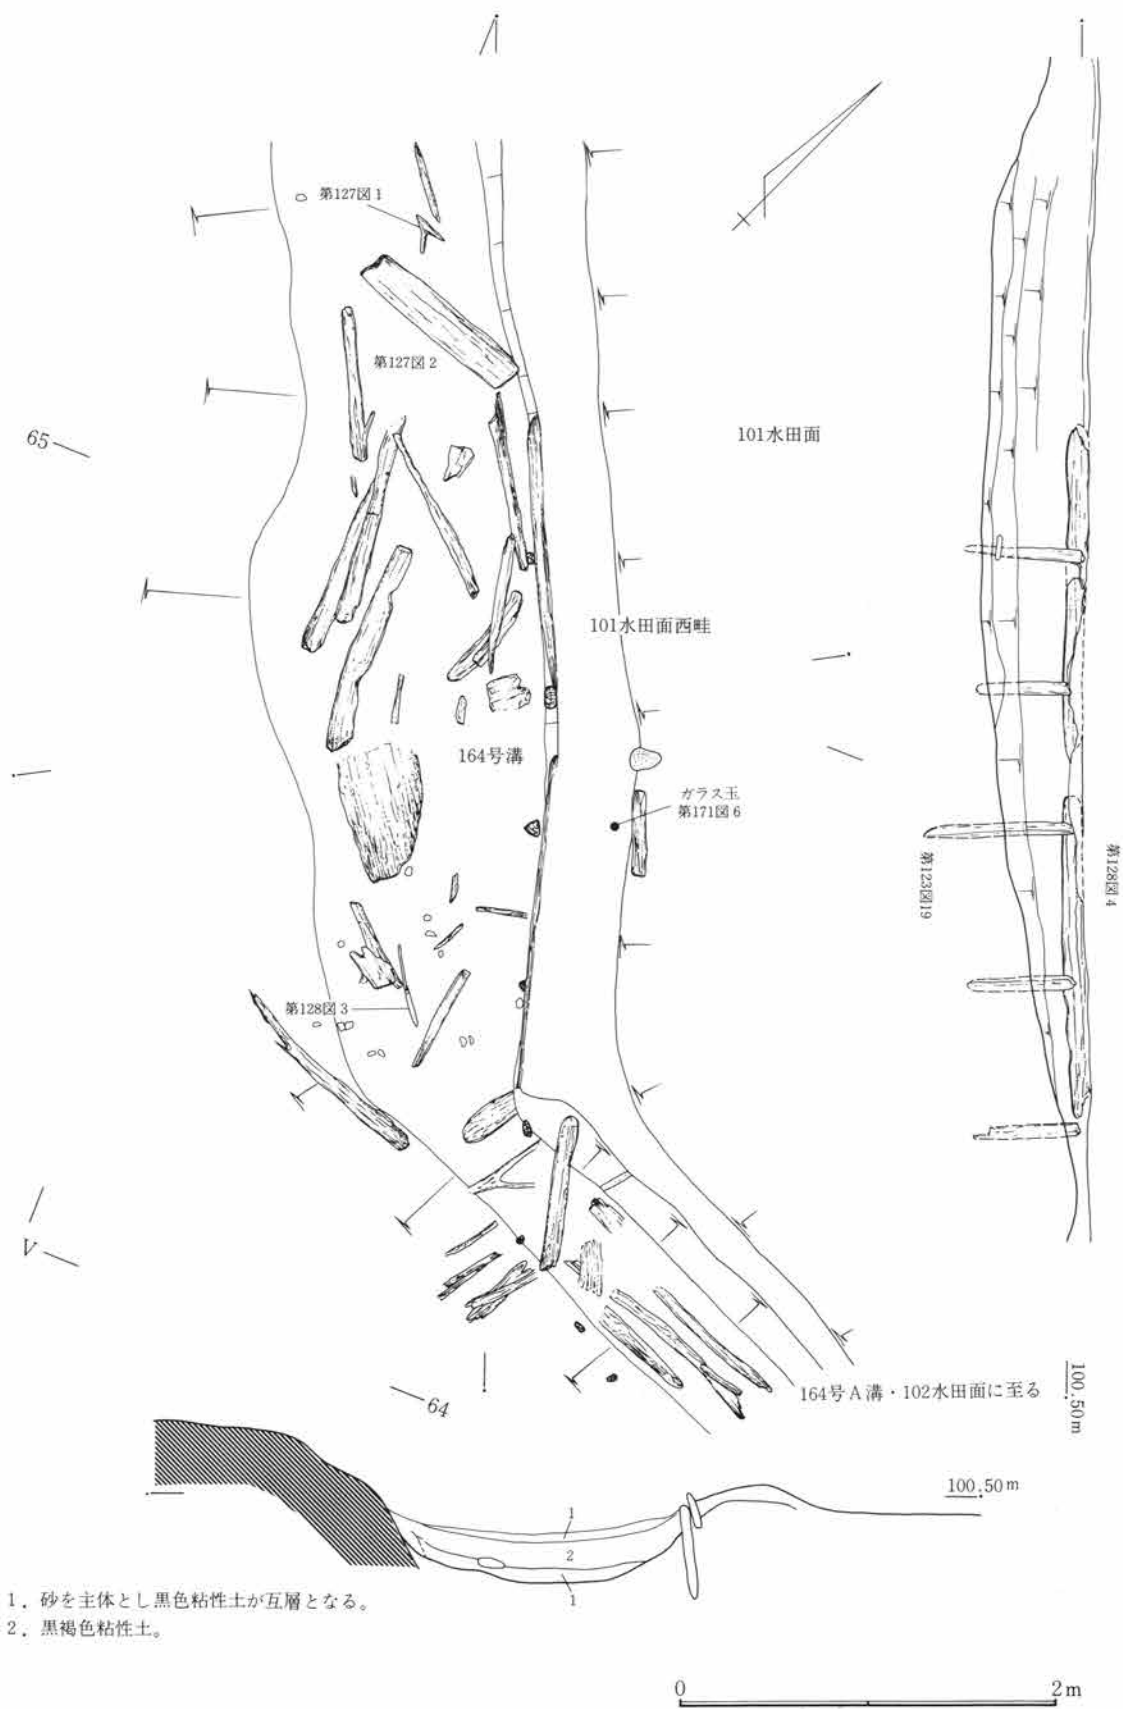 第127図1
第127図2
65
101水田面
101水田面西畦
164号溝
ガラス玉
第171図6
第123図19
第128図4
第128図3
V
64
164号A溝・102水田面に至る
100.50m
100.50m
1
2
1
1．砂を主体とし黒色粘性土が互層となる。
2．黒褐色粘性土。
0 2m